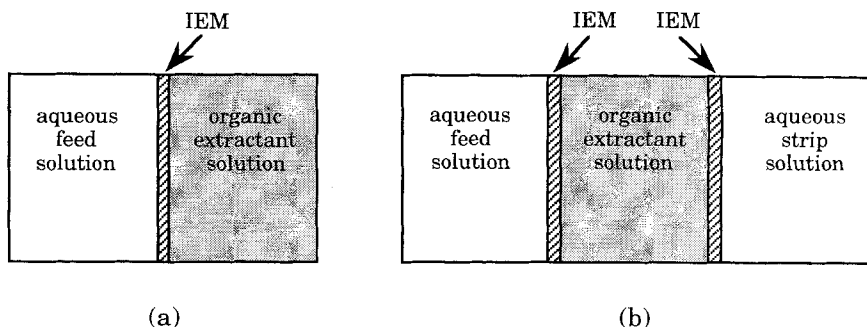 IEM
aqueous
feed
solution
organic
extractant
solution
(a)
IEM
IEM
aqueous
feed
solution
organic
extractant
solution
aqueous
strip
solution
(b)